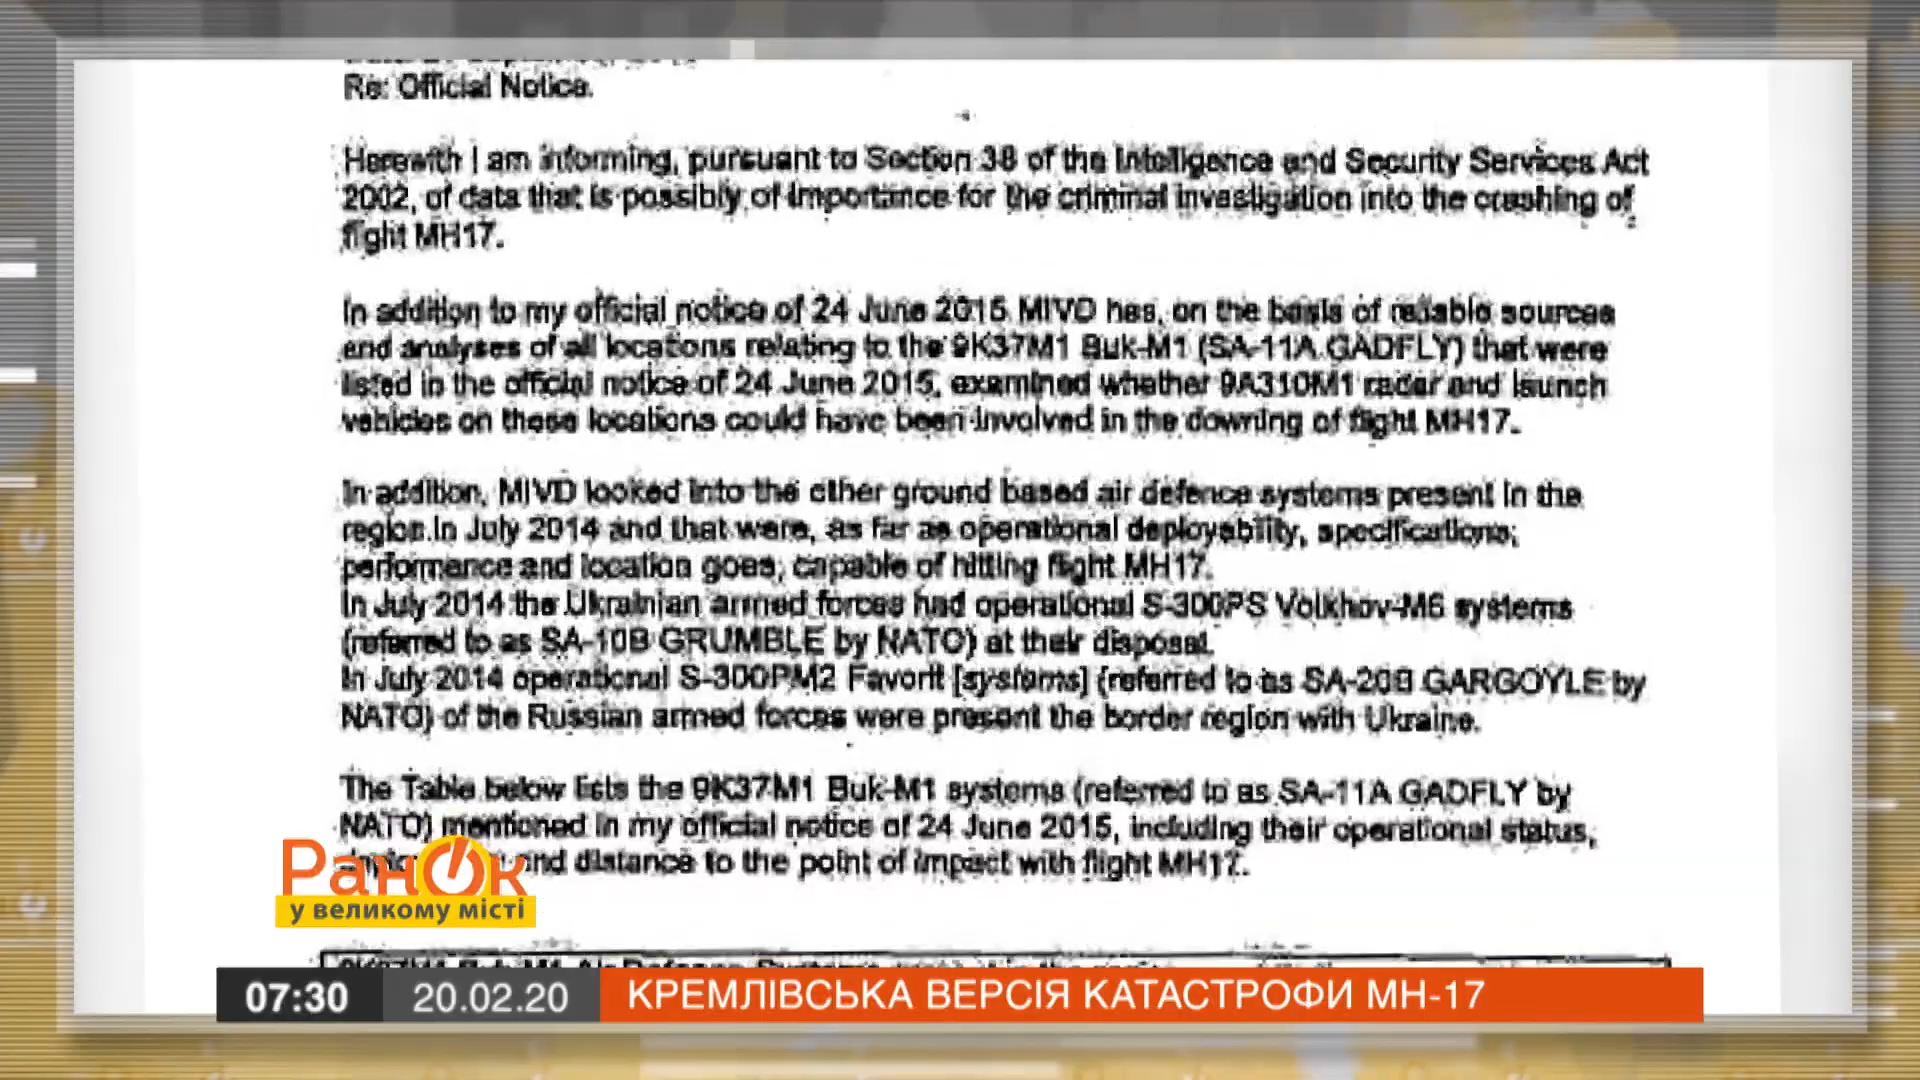 Re: Official Notice.
Herewith I am informing, pursuant to Section 38 of the Intelligence and Security Services Act
2002, of data that is possibly of importance for the criminal investigation into the crashing of
flight MH17.
In addition to my official notice of 24 June 2015 MIVD has, on the basis of reliable sources
and analyses of all locations relating to the 9K37M1 Buk-M1 (SA-11A GADFLY) that were
listed in the official notice of 24 June 2015, examined whether 9A310M1 radar and launch
vehicles on these locations could have been involved in the downing of flight MH17.
In addition, MIVD looked into the other ground based air defence systems present in the
region in July 2014 and that were, as far as operational deployability, specifications,
performance and location goes, capable of hitting flight MH17.
In July 2014 the Ukrainian armed forces had operational S-300PS Volkhov-M6 systems
(referred to as SA-10B GRUMBLE by NATO) at their disposal.
In July 2014 operational S-300PM2 Favorit [systems] (referred to as SA-20B GARGOYLE by
NATO) of the Russian armed forces were present the border region with Ukraine.
The Table below lists the 9K37M1 Buk-M1 systems (referred to as SA-11A GADFLY by
NATO) mentioned in my official notice of 24 June 2015, including their operational status,
and distance to the point of impact with flight MH17.
Ранок
у великому місті
07:30 20.02.20 КРЕМЛІВСЬКА ВЕРСІЯ КАТАСТРОФИ МН-17